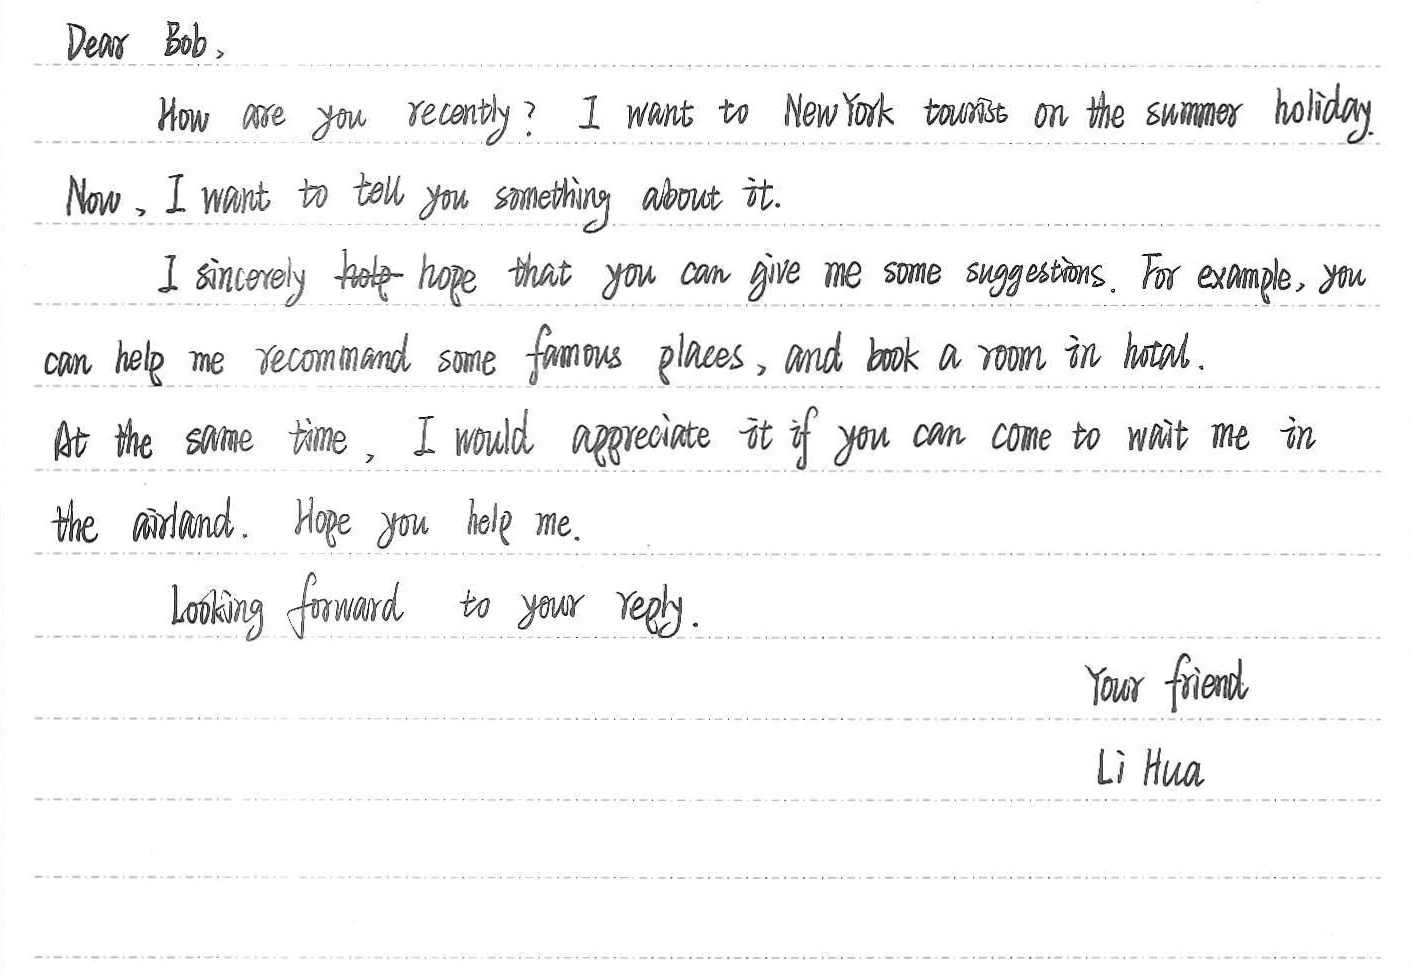 Dear Bob,
How are you recently? I want to New York tourist on the summer holiday.
Now, I want to tell you something about it.
I sincerely help hope that you can give me some suggestions. For example, you
can help me recommand some famous places, and book a room in hotal.
At the same time, I would appreciate it if you can come to wait me in
the airland. Hope you help me.
Looking forward to your reply.
Your friend
Li Hua